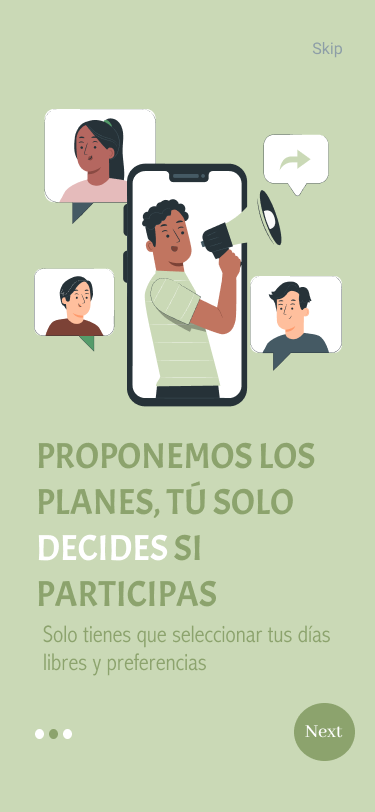 Skip
PROPONEMOS LOS
PLANES, TÚ SOLO
DECIDES SI
PARTICIPAS
Solo tienes que seleccionar tus días
libres y preferencias
Next